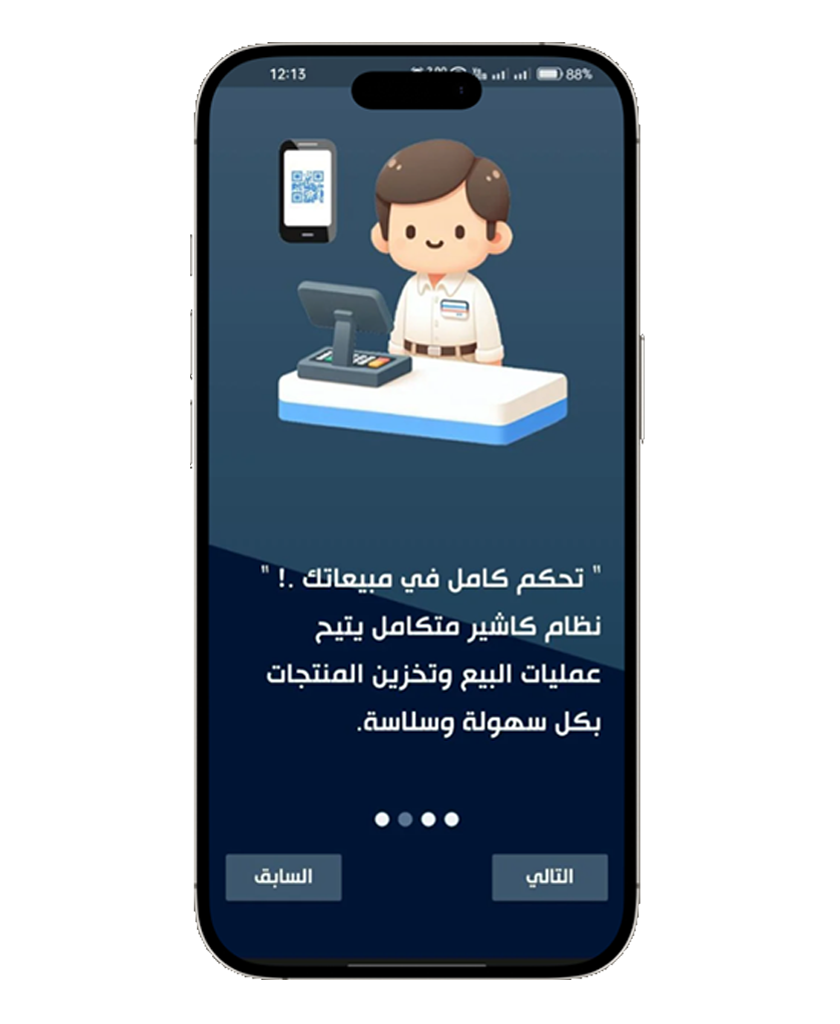 12:13
88%
" تحكم كامل في مبيعاتك .! "
نظام كاشير متكامل يتيح
عمليات البيع وتخزين المنتجات
بكل سهولة وسلاسة.
التالي
السابق